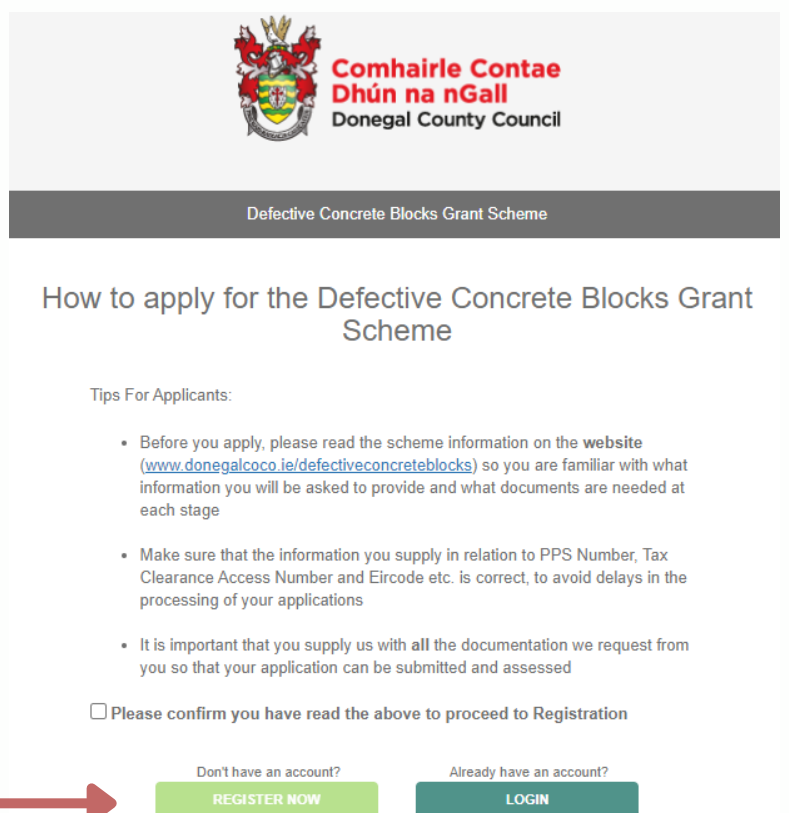 Comhairle Contae
Dhún na nGall
Donegal County Council
Defective Concrete Blocks Grant Scheme
How to apply for the Defective Concrete Blocks Grant
Scheme
Tips For Applicants:
• Before you apply, please read the scheme information on the website
(www.donegalcoco.ie/defectiveconcreteblocks) so you are familiar with what
information you will be asked to provide and what documents are needed at
each stage
• Make sure that the information you supply in relation to PPS Number, Tax
Clearance Access Number and Eircode etc. is correct, to avoid delays in the
processing of your applications
• It is important that you supply us with all the documentation we request from
you so that your application can be submitted and assessed
Please confirm you have read the above to proceed to Registration
Don't have an account?
REGISTER NOW
Already have an account?
LOGIN